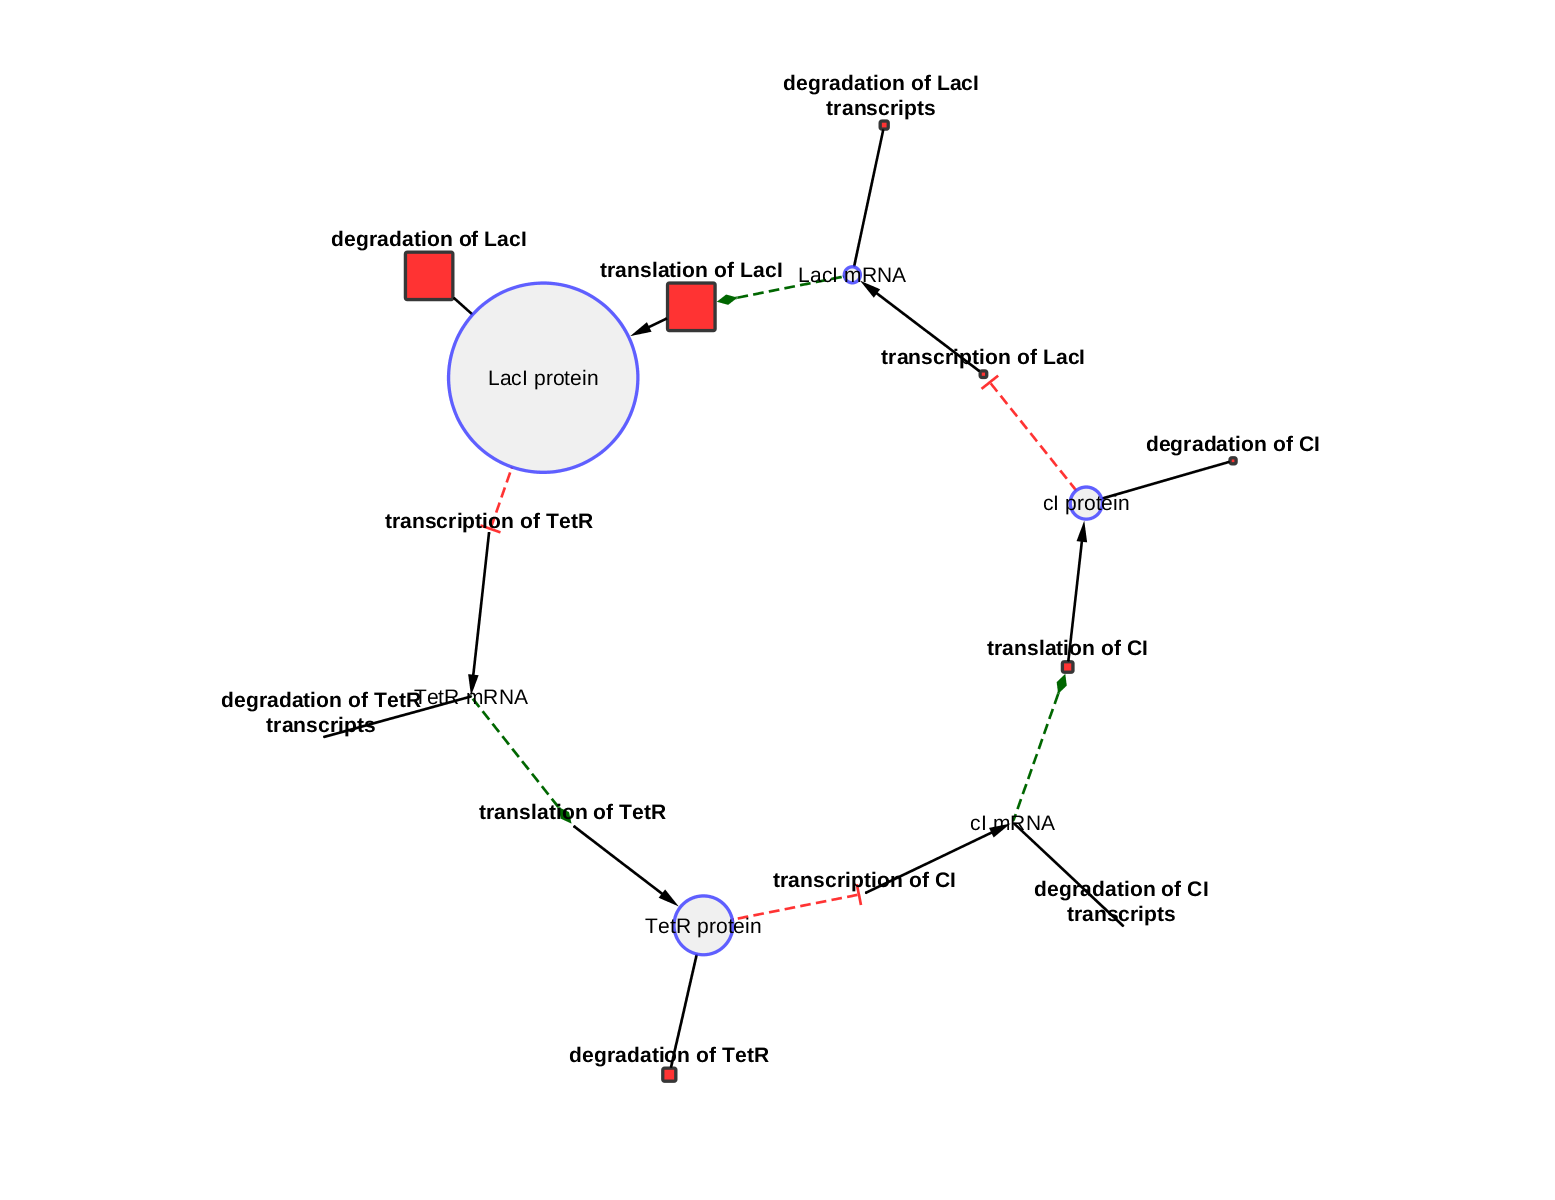 degradation of LacI
transcripts
degradation of LacI
translation of LacI
LacI mRNA
transcription of LacI
LacI protein
degradation of CI
cI protein
transcription of TetR
translation of CI
degradation of TetR
transcripts
TetR mRNA
translation of TetR
cI mRNA
transcription of CI
degradation of CI
transcripts
TetR protein
degradation of TetR